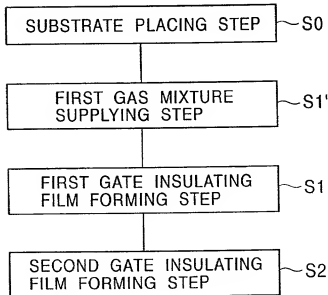 SUBSTRATE PLACING STEP S0
FIRST GAS MIXTURE
SUPPLYING STEP S1'
FIRST GATE INSULATING
FILM FORMING STEP S1
SECOND GATE INSULATING
FILM FORMING STEP S2